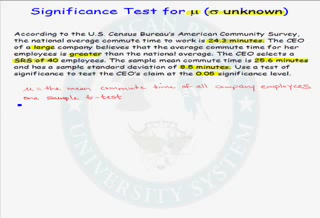 Significance Test for μ (σ unknown)
According to the U.S. Census Bureau's American Community Survey,
the national average commute time to work is 24.3 minutes. The CEO
of a large company believes that the average commute time for her
employees is greater than the national average. The CEO selects a
SRS of 40 employees. The sample mean commute time is 25.6 minutes
and has a sample standard deviation of 8.5 minutes. Use a test of
significance to test the CEO's claim at the 0.05 significance level.
μ = the mean commute time of all company employees
one sample t-test
UNIVERSITY SYSTEM